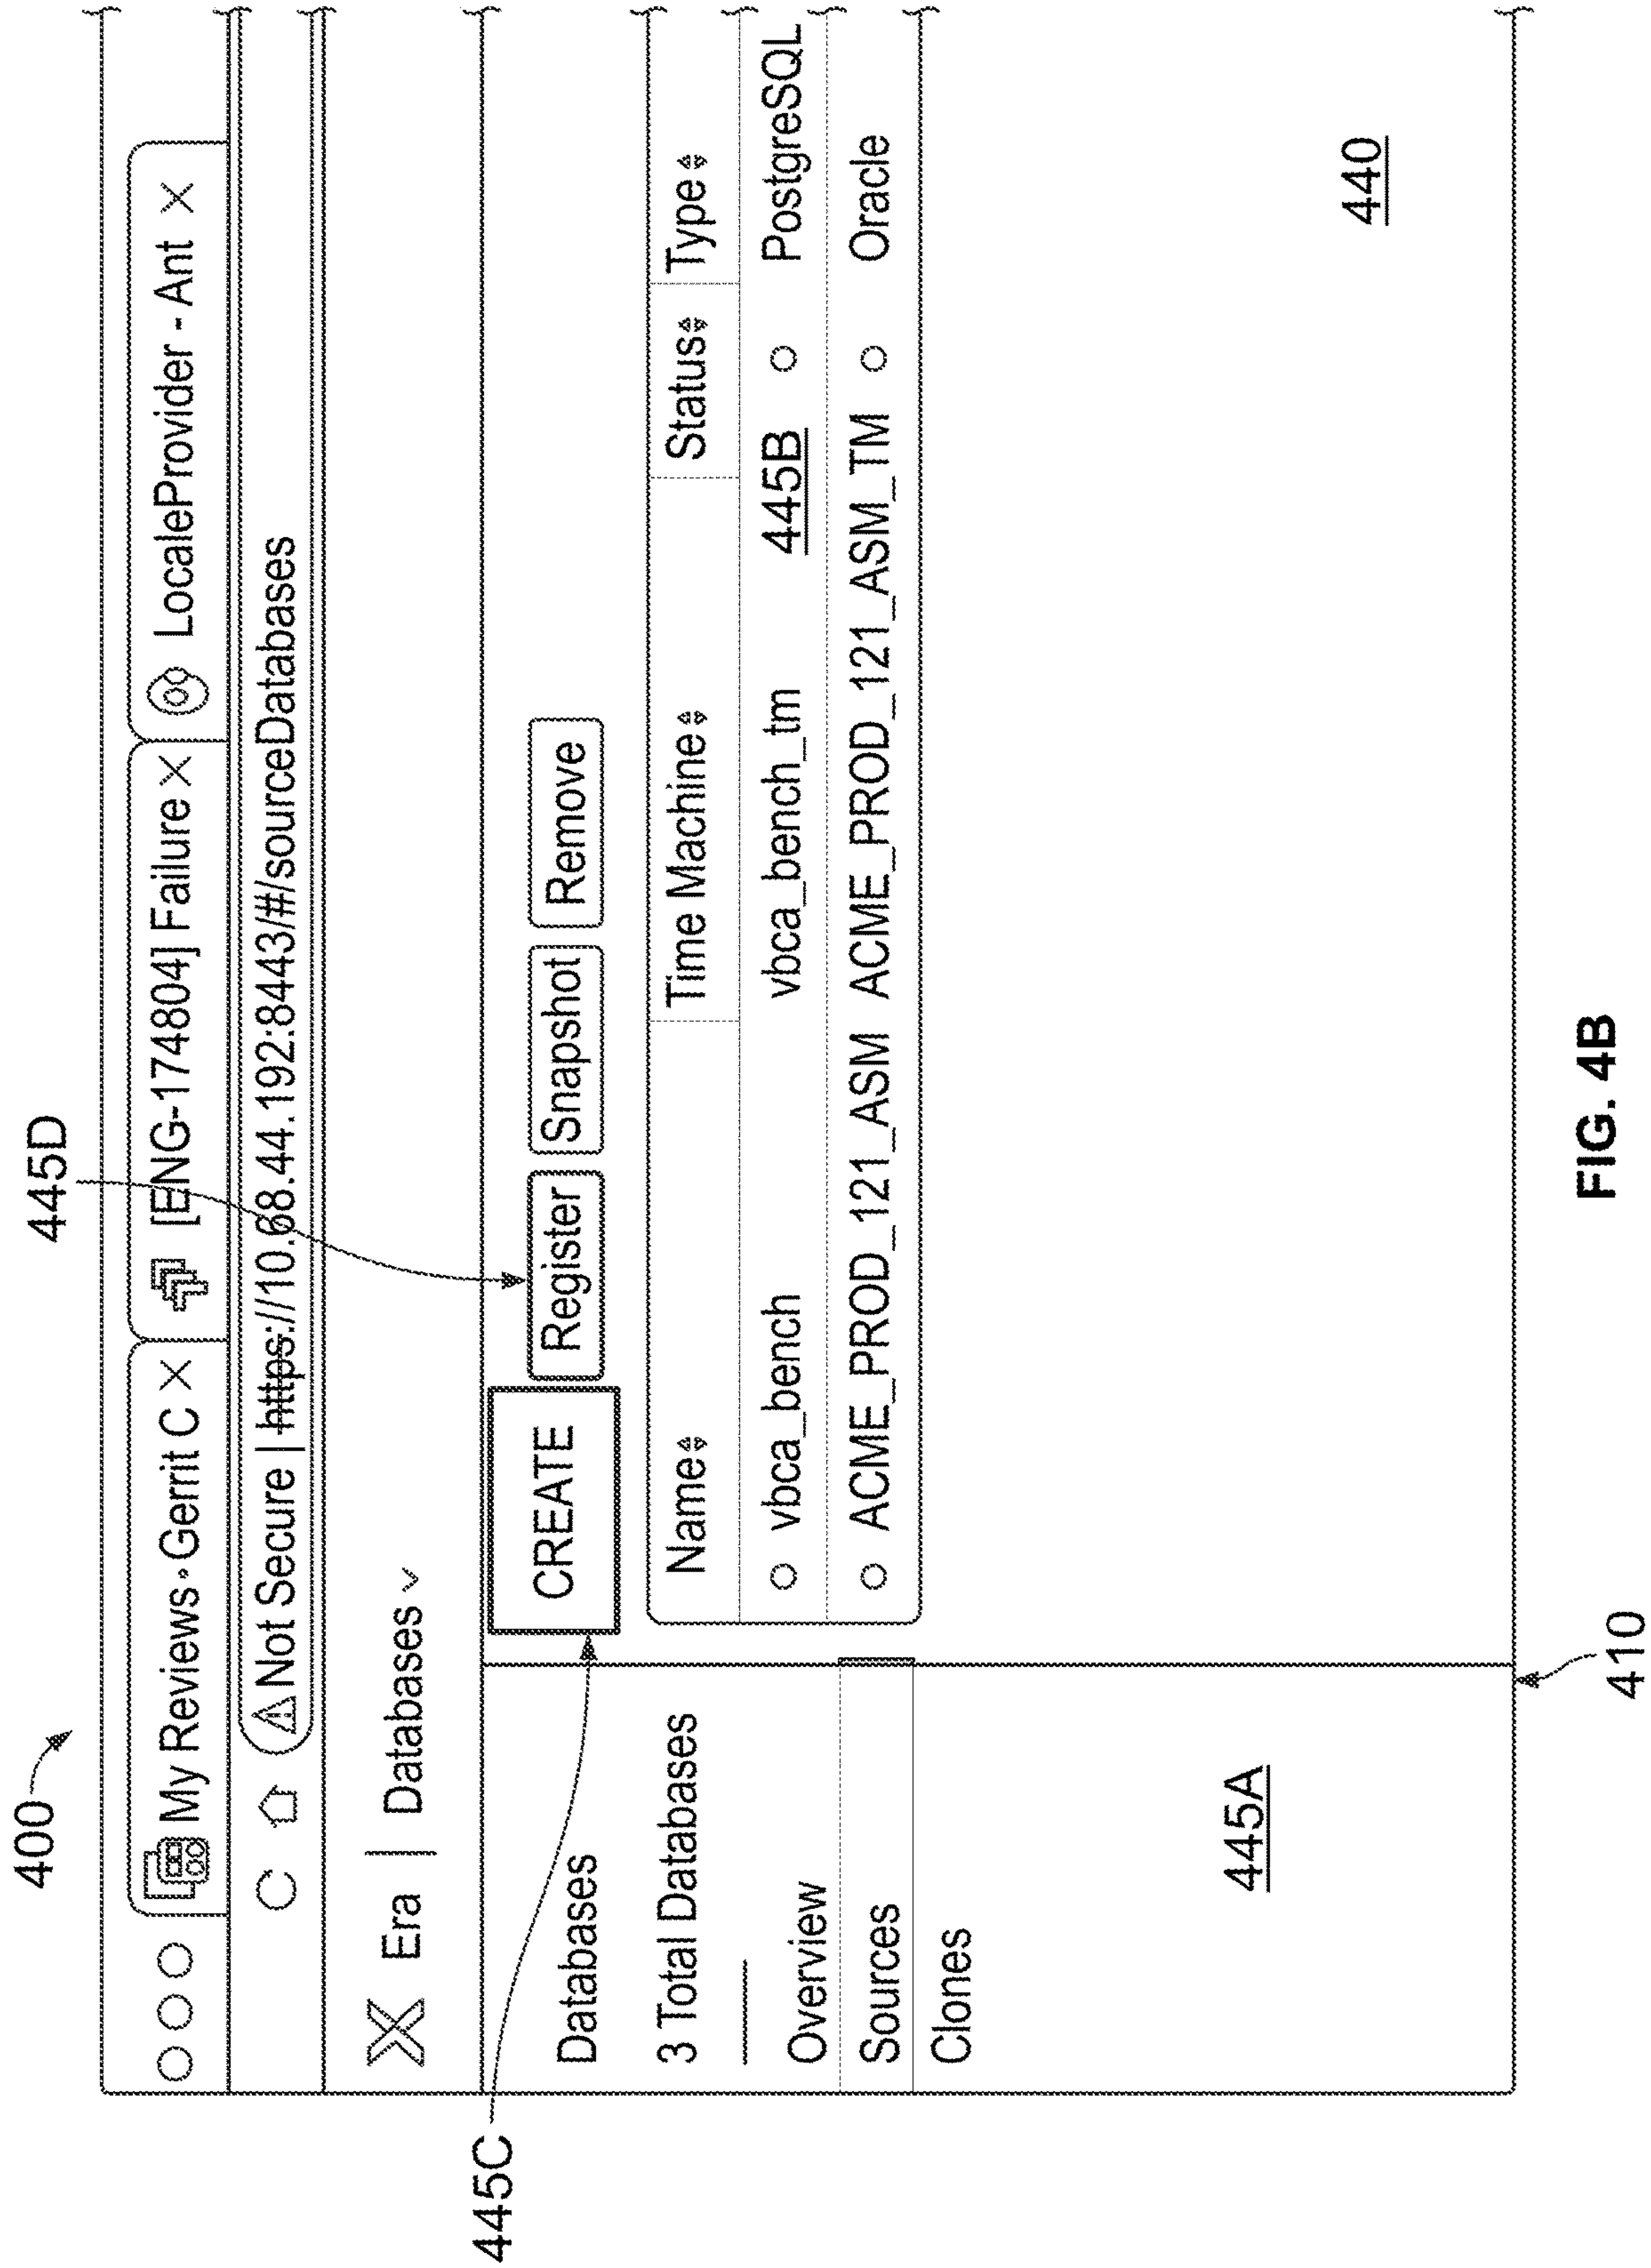 400
445D
My Reviews·Gerrit C X
[ENG-174804] Failure X
LocaleProvider - Ant X
Not Secure | https://10.68.44.192:8443/#/sourceDatabases
Era | Databases
445C
Databases
3 Total Databases
Overview
Sources
Clones
445A
CREATE Register Snapshot Remove
Name Time Machine Status Type
vbca_bench vbca_bench_tm 445B PostgreSQL
ACME_PROD_121_ASM ACME_PROD_121_ASM_TM Oracle
440
410
FIG. 4B